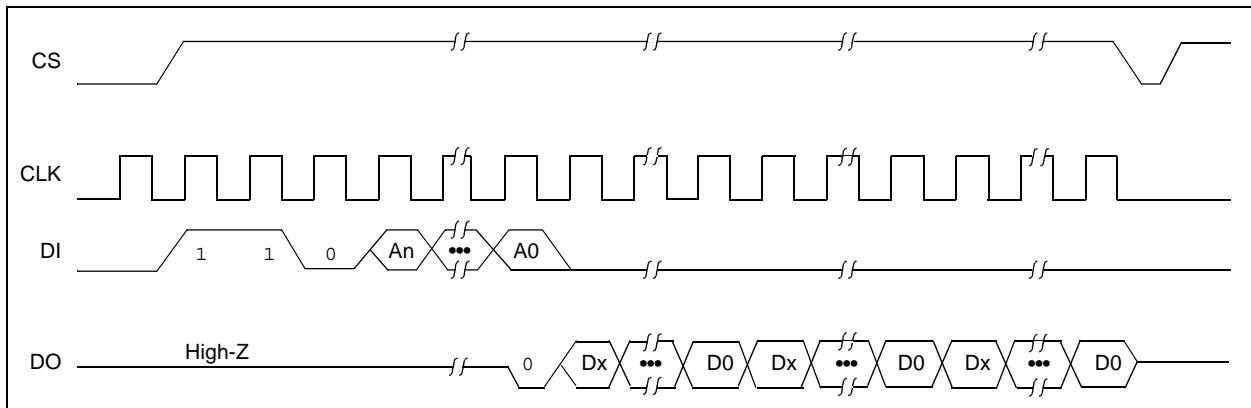 CS
CLK
DI 1 1 0 An ••• A0
High-Z
DO 0 Dx ••• D0 Dx ••• D0 Dx ••• D0